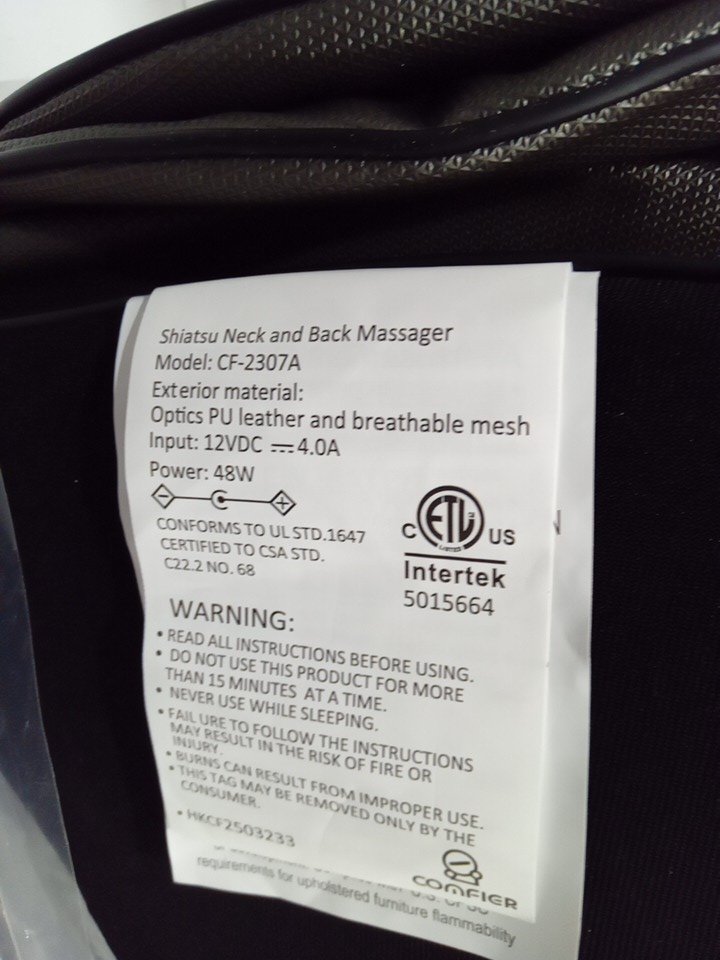 Shiatsu Neck and Back Massager
Model: CF-2307A
Exterior material:
Optics PU leather and breathable mesh
Input: 12VDC ⎓ 4.0A
Power: 48W
CONFORMS TO UL STD.1647
CERTIFIED TO CSA STD.
C22.2 NO. 68
C ETL US
LISTED
Intertek
5015664
WARNING:
• READ ALL INSTRUCTIONS BEFORE USING.
• DO NOT USE THIS PRODUCT FOR MORE
THAN 15 MINUTES AT A TIME.
• NEVER USE WHILE SLEEPING.
• FAIL URE TO FOLLOW THE INSTRUCTIONS
MAY RESULT IN THE RISK OF FIRE OR
INJURY.
• BURNS CAN RESULT FROM IMPROPER USE.
• THIS TAG MAY BE REMOVED ONLY BY THE
CONSUMER.
• HKCF2503233
COMFIER
requirements for upholstered furniture flammability